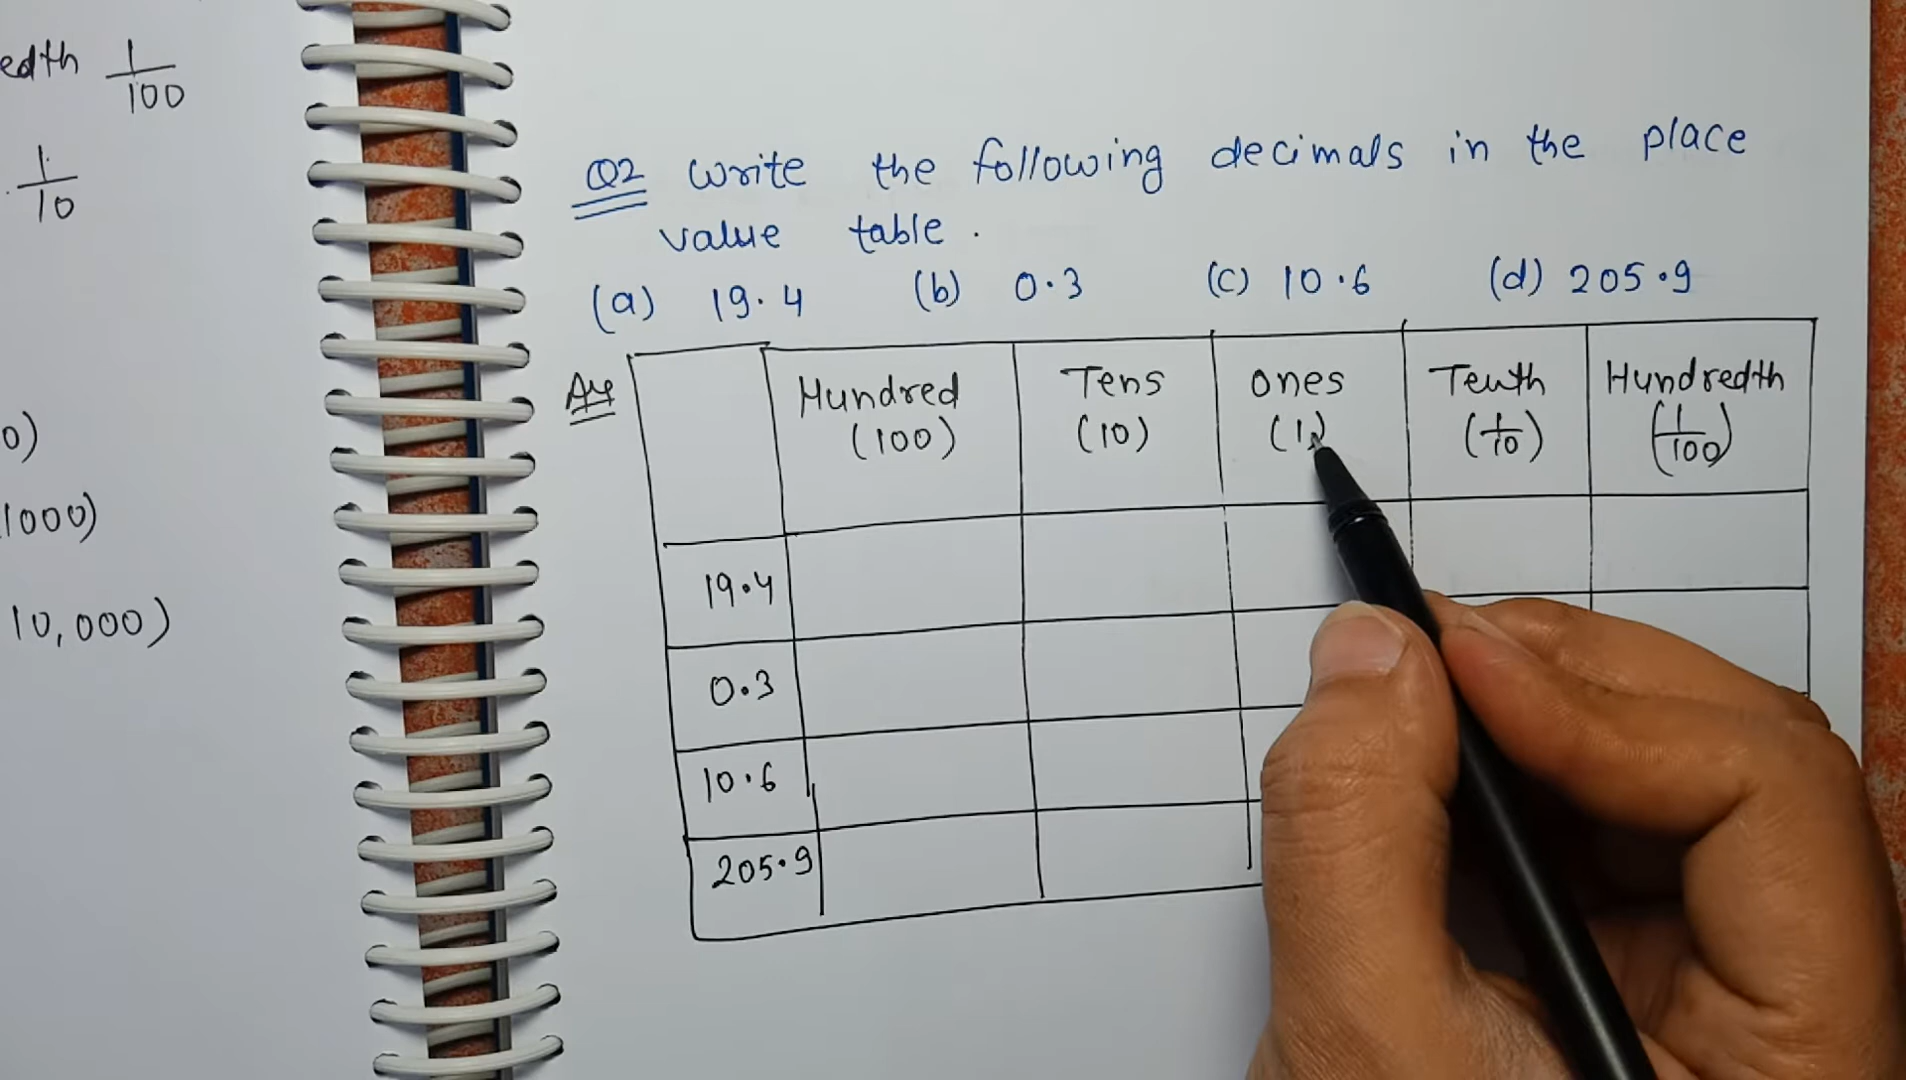 edth 1/100
1/10
0)
1000)
10,000)
Q2 Write the following decimals in the place
value table.
(a) 19.4 (b) 0.3 (c) 10.6 (d) 205.9
Hundred Tens Ones Tenth Hundredth
(100) (10) (1) (1/10) (1/100)
19.4
0.3
10.6
205.9